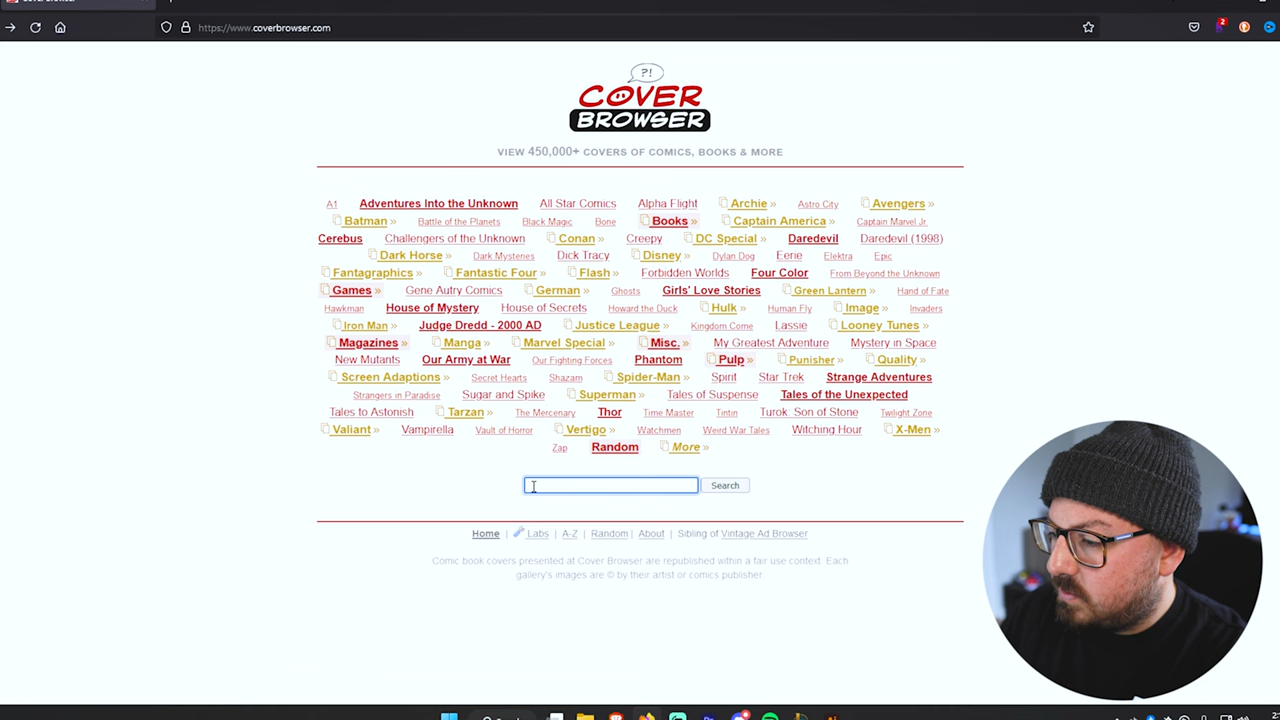 https://www.coverbrowser.com
2
?!
COVER
BROWSER
VIEW 450,000+ COVERS OF COMICS, BOOKS & MORE
A1 Adventures Into the Unknown All Star Comics Alpha Flight Archie » Astro City Avengers »
Batman » Battle of the Planets Black Magic Bone Books » Captain America » Captain Marvel Jr.
Cerebus Challengers of the Unknown Conan » Creepy DC Special » Daredevil Daredevil (1998)
Dark Horse » Dark Mysteries Dick Tracy Disney » Dylan Dog Eerie Elektra Epic
Fantagraphics » Fantastic Four » Flash » Forbidden Worlds Four Color From Beyond the Unknown
Games » Gene Autry Comics German » Ghosts Girls' Love Stories Green Lantern » Hand of Fate
Hawkman House of Mystery House of Secrets Howard the Duck Hulk » Human Fly Image » Invaders
Iron Man » Judge Dredd - 2000 AD Justice League » Kingdom Come Lassie Looney Tunes »
Magazines » Manga » Marvel Special » Misc. » My Greatest Adventure Mystery in Space
New Mutants Our Army at War Our Fighting Forces Phantom Pulp » Punisher » Quality »
Screen Adaptions » Secret Hearts Shazam Spider-Man » Spirit Star Trek Strange Adventures
Strangers in Paradise Sugar and Spike Superman » Tales of Suspense Tales of the Unexpected
Tales to Astonish Tarzan » The Mercenary Thor Time Master Tintin Turok: Son of Stone Twilight Zone
Valiant » Vampirella Vault of Horror Vertigo » Watchmen Weird War Tales Witching Hour X-Men »
Zap Random More »
Search
Home | Labs | A-Z | Random | About | Sibling of Vintage Ad Browser
Comic book covers presented at Cover Browser are republished within a fair use context. Each
gallery's images are © by their artist or comics publisher.